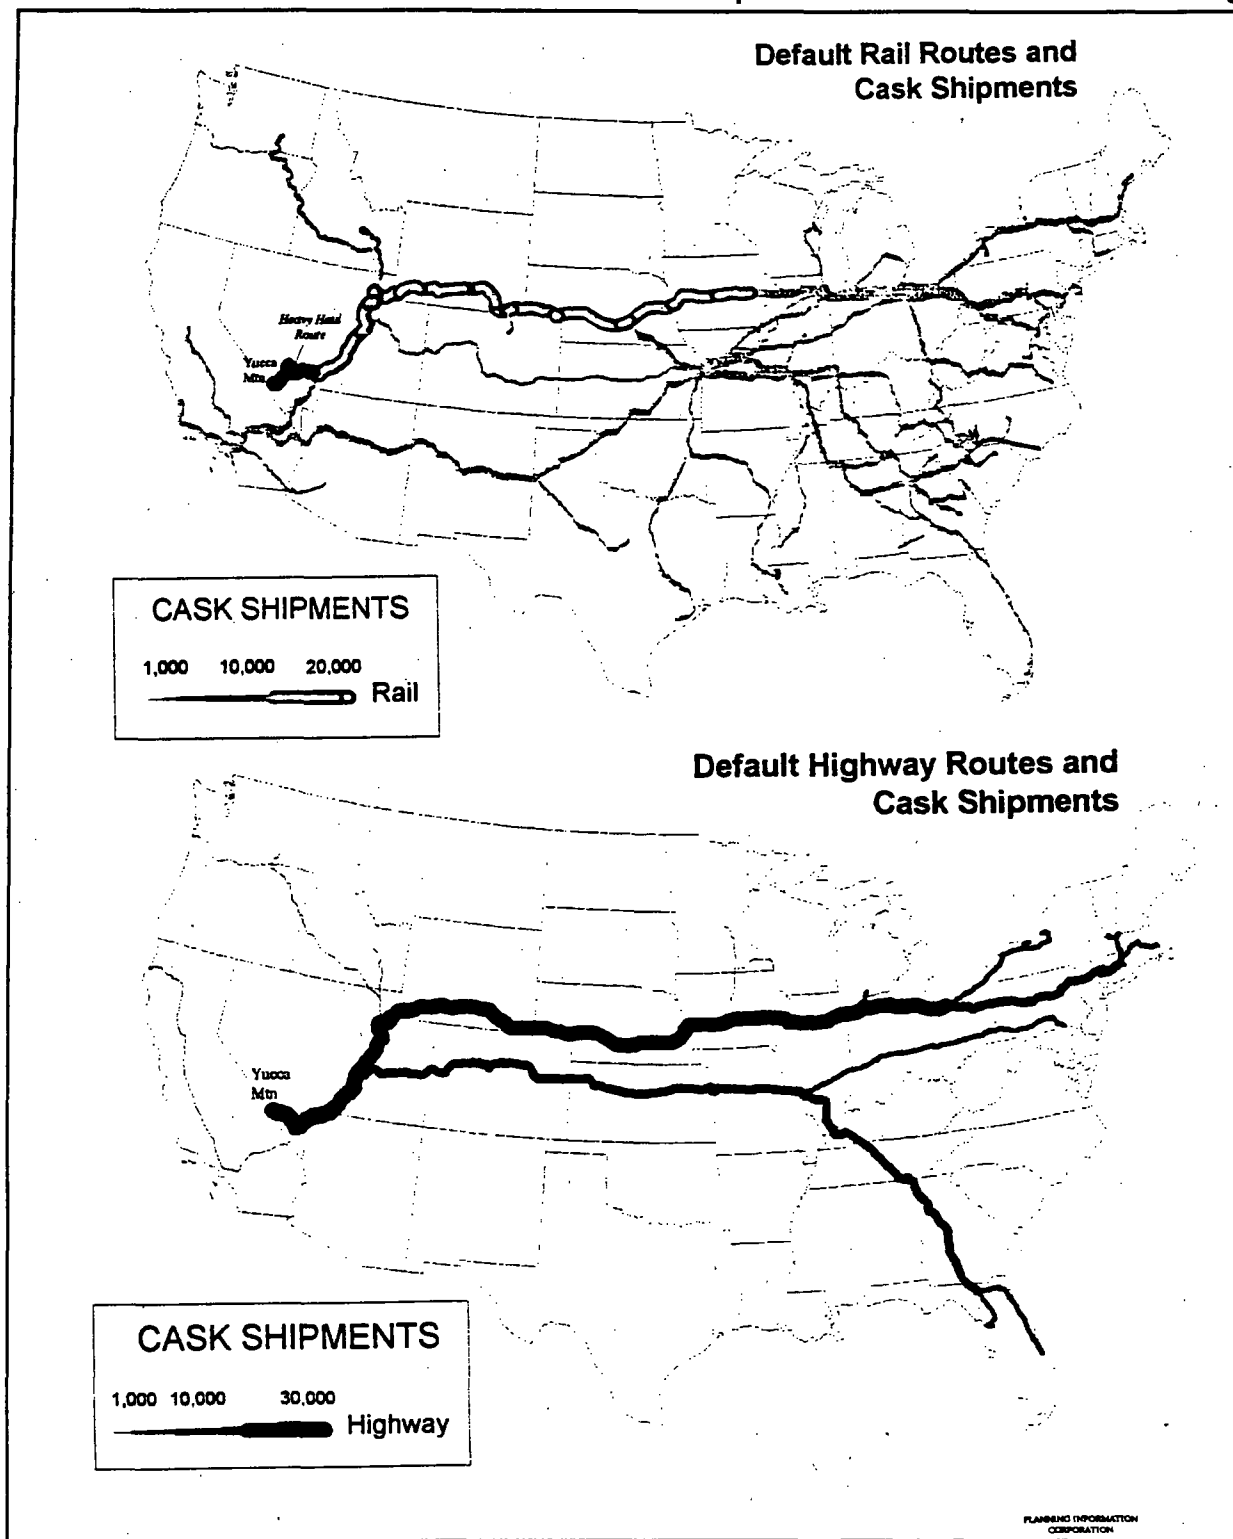 Default Rail Routes and
Cask Shipments
Heavy Haul
Route
Yucca
Mtn
CASK SHIPMENTS
1,000 10,000 20,000
Rail
Default Highway Routes and
Cask Shipments
Yucca
Mtn
CASK SHIPMENTS
1,000 10,000 30,000
Highway
PLANNING INFORMATION
CORPORATION